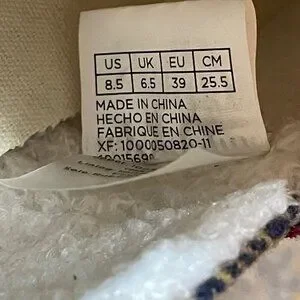 US UK EU CM
8.5 6.5 39 25.5
MADE IN CHINA
HECHO EN CHINA
FABRIQUE EN CHINE
XF: 1000050820-11